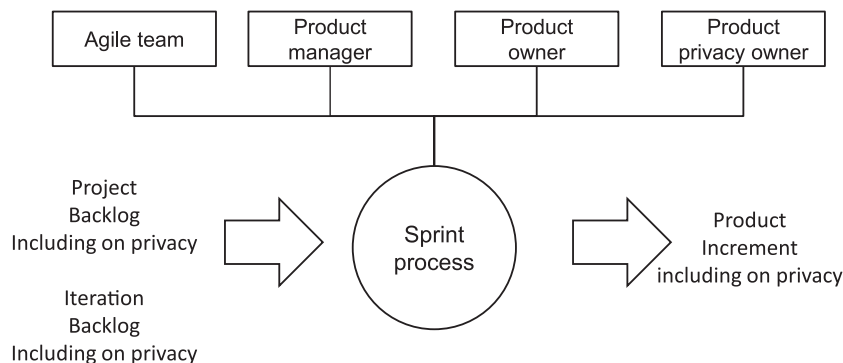 Agile team
Product
manager
Product
owner
Product
privacy owner
Project
Backlog
Including on privacy
Sprint
process
Product
Increment
including on privacy
Iteration
Backlog
Including on privacy